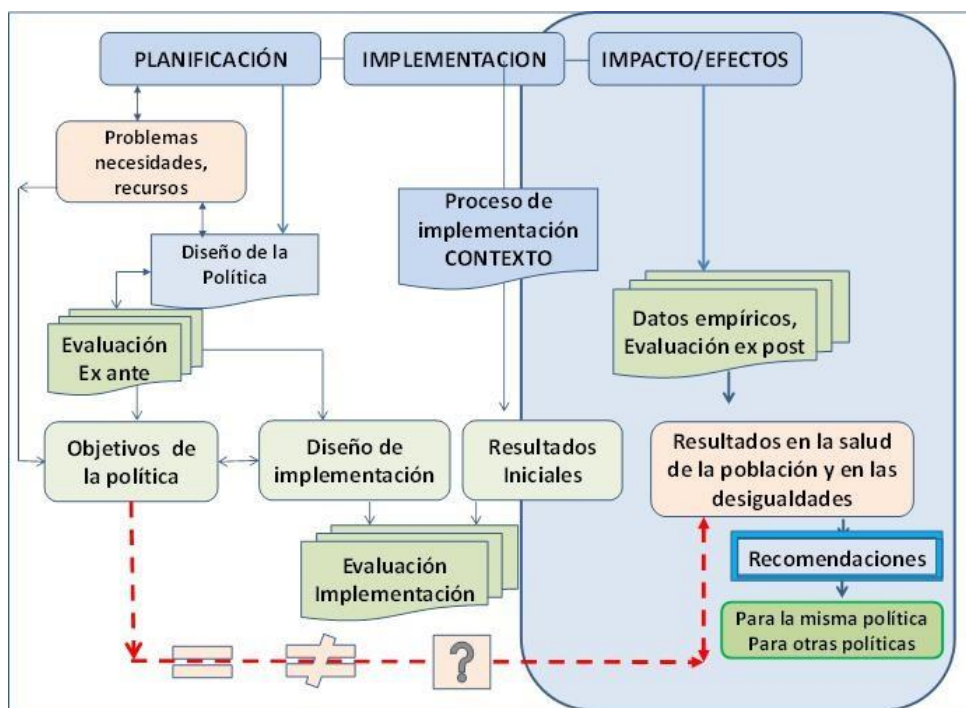 PLANIFICACIÓN
IMPLEMENTACION
IMPACTO/EFECTOS
Problemas
necesidades,
recursos
Diseño de la
Política
Evaluación
Ex ante
Objetivos de
la política
Diseño de
implementación
Proceso de
implementación
CONTEXTO
Resultados
Iniciales
Evaluación
Implementación
Datos empíricos,
Evaluación ex post
Resultados en la salud
de la población y en las
desigualdades
Recomendaciones
Para la misma política
Para otras políticas
= ≠ ?